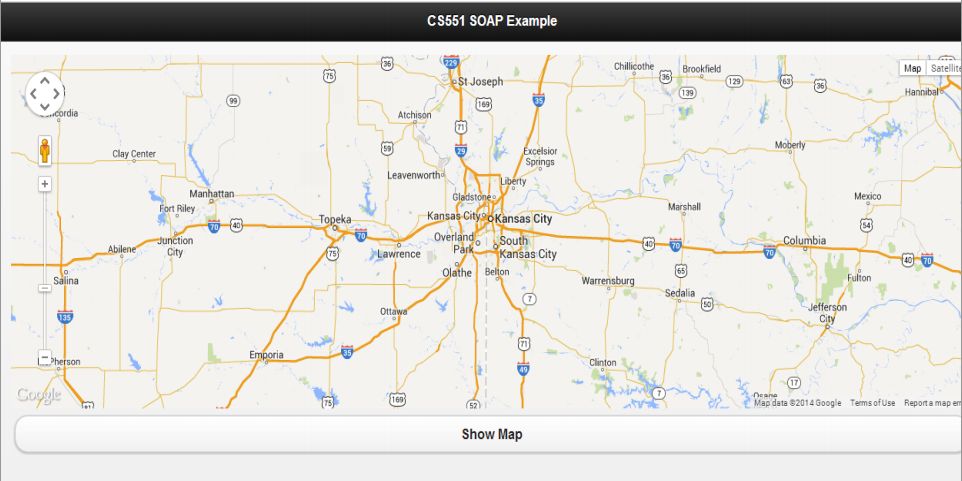 CS551 SOAP Example
229
St Joseph
36
75
Chillicothe
36
Brookfield
129
63
36
Map
Satellite
Hannibal
139
99
169
35
Atchison
71
59
29
Clay Center
Excelsior
Springs
Moberly
Leavenworth
Liberty
Manhattan
Gladstone
Mexico
Fort Riley
Marshall
Kansas City
Kansas City
Topeka
70
40
54
Junction
City
70
Overland
Park
South
Kansas City
40
70
Columbia
Abilene
75
Lawrence
70
40
70
Salina
Olathe
Belton
65
Fulton
Warrensburg
Sedalia
7
50
Jefferson
City
Ottawa
135
71
Emporia
35
Clinton
49
Pherson
17
7
Osage
Google
81
75
169
52
Map data ©2014 Google
Terms of Use
Report a map err
Show Map